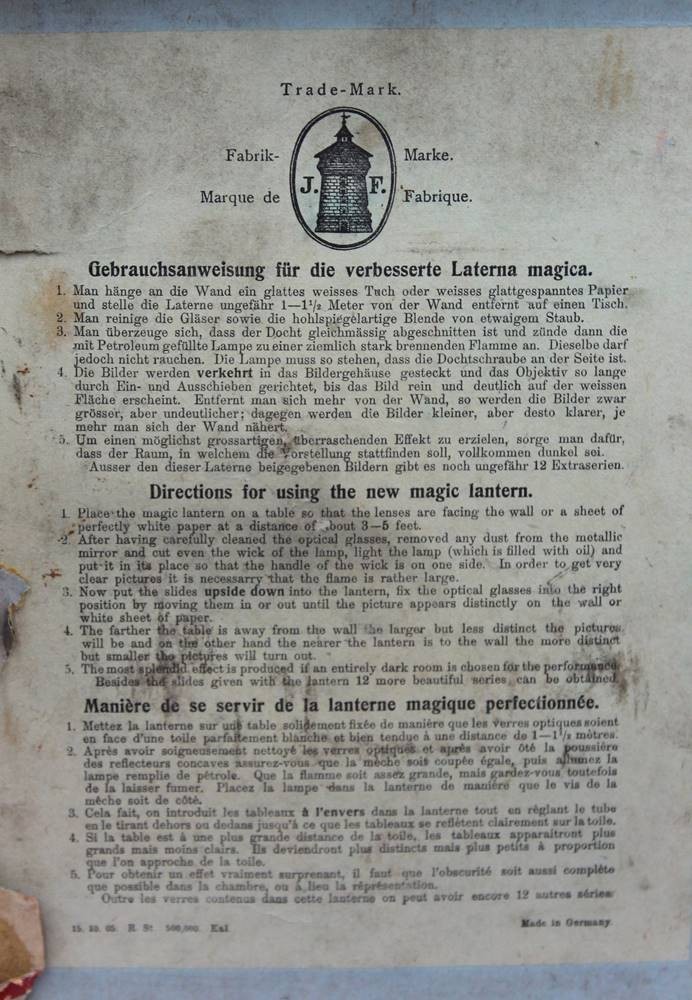 Trade-Mark.
Fabrik- Marke.
J. F.
Marque de Fabrique.
Gebrauchsanweisung für die verbesserte Laterna magica.
1. Man hänge an die Wand ein glattes weisses Tuch oder weisses glattgespanntes Papier
und stelle die Laterne ungefähr 1—1½ Meter von der Wand entfernt auf einen Tisch.
2. Man reinige die Gläser sowie die hohlspiegelartige Blende von etwaigem Staub.
3. Man überzeuge sich, dass der Docht gleichmässig abgeschnitten ist und zünde dann die
mit Petroleum gefüllte Lampe zu einer ziemlich stark brennenden Flamme an. Dieselbe darf
jedoch nicht rauchen. Die Lampe muss so stehen, dass die Dochtschraube an der Seite ist.
4. Die Bilder werden verkehrt in das Bildergehäuse gesteckt und das Objektiv so lange
durch Ein- und Ausschieben gerichtet, bis das Bild rein und deutlich auf der weissen
Fläche erscheint. Entfernt man sich mehr von der Wand, so werden die Bilder zwar
grösser, aber undeutlicher; dagegen werden die Bilder kleiner, aber desto klarer, je
mehr man sich der Wand nähert.
5. Um einen möglichst grossartigen, überraschenden Effekt zu erzielen, sorge man dafür,
dass der Raum, in welchem die Vorstellung stattfinden soll, vollkommen dunkel sei.
Ausser den dieser Laterne beigegebenen Bildern gibt es noch ungefähr 12 Extraserien.
Directions for using the new magic lantern.
1. Place the magic lantern on a table so that the lenses are facing the wall or a sheet of
perfectly white paper at a distance of about 3—5 feet.
2. After having carefully cleaned the optical glasses, removed any dust from the metallic
mirror and cut even the wick of the lamp, light the lamp (which is filled with oil) and
put it in its place so that the handle of the wick is on one side. In order to get very
clear pictures it is necessarry that the flame is rather large.
3. Now put the slides upside down into the lantern, fix the optical glasses into the right
position by moving them in or out until the picture appears distinctly on the wall or
white sheet of paper.
4. The farther the table is away from the wall the larger but less distinct the pictures
will be and on the other hand the nearer the lantern is to the wall the more distinct
but smaller the pictures will turn out.
5. The most splendid effect is produced if an entirely dark room is chosen for the performance.
Besides the slides given with the lantern 12 more beautiful series can be obtained.
Manière de se servir de la lanterne magique perfectionnée.
1. Mettez la lanterne sur une table solidement fixée de manière que les verres optiques soient
en face d'une toile parfaitement blanche et bien tendue à une distance de 1—1½ mètres.
2. Après avoir soigneusement nettoyé les verres optiques et après avoir ôté la poussière
des reflecteurs concaves assurez-vous que la mèche soit coupée égale, puis allumez la
lampe remplie de pétrole. Que la flamme soit assez grande, mais gardez-vous toutefois
de la laisser fumer. Placez la lampe dans la lanterne de manière que le vis de la
mèche soit de côté.
3. Cela fait, on introduit les tableaux à l'envers dans la lanterne tout en règlant le tube
en le tirant dehors ou dedans jusqu'à ce que les tableaux se reflétent clairement sur la toile.
4. Si la table est à une plus grande distance de la toile, les tableaux apparaîtront plus
grands mais moins clairs. Ils deviendront plus distincts mais plus petits à proportion
que l'on approche de la toile.
5. Pour obtenir un effet vraiment surprenant, il faut que l'obscurité soit aussi complète
que possible dans la chambre, ou à lieu la réprésentation.
Outre les verres contenus dans cette lanterne on peut avoir encore 12 autres séries.
15. 05. R. St. 500,000. Kal
Made in Germany.